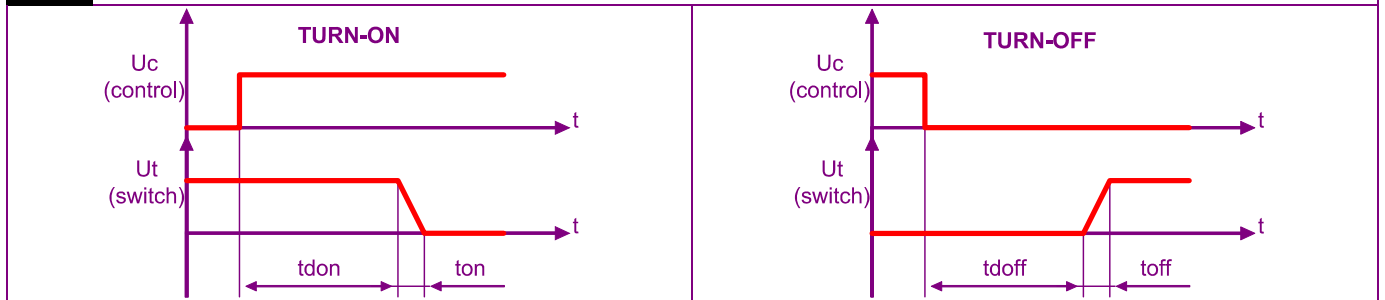 TURN-ON
Uc
(control)
t
Ut
(switch)
t
tdon
ton
TURN-OFF
Uc
(control)
t
Ut
(switch)
t
tdoff
toff